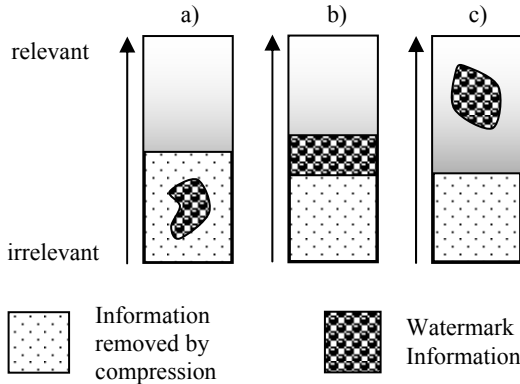 a)
b)
c)
relevant
irrelevant
Information
removed by
compression
Watermark
Information